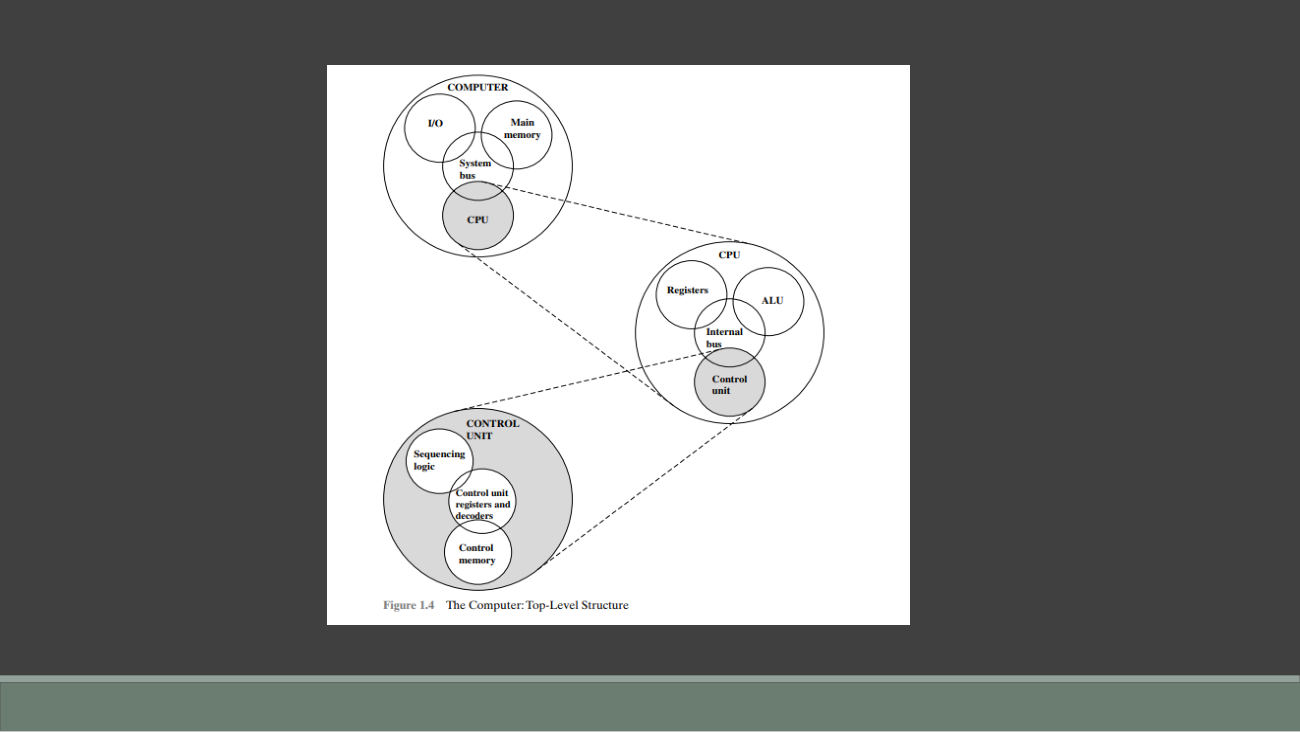 COMPUTER
I/O
Main
memory
System
bus
CPU
CPU
Registers
ALU
Internal
bus
Control
unit
CONTROL
UNIT
Sequencing
logic
Control unit
registers and
decoders
Control
memory
Figure 1.4 The Computer: Top-Level Structure